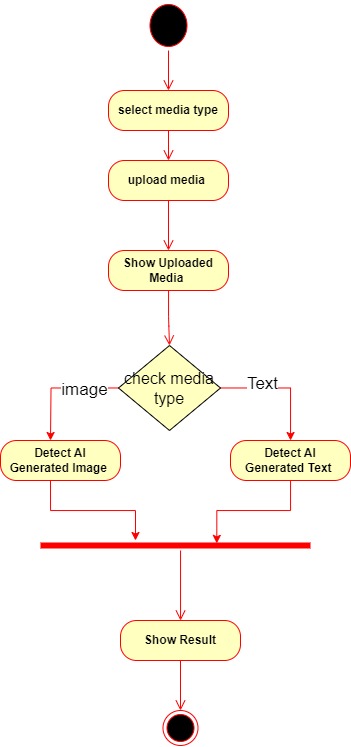 select media type
upload media
Show Uploaded
Media
check media
type
image
Text
Detect AI
Generated Image
Detect AI
Generated Text
Show Result